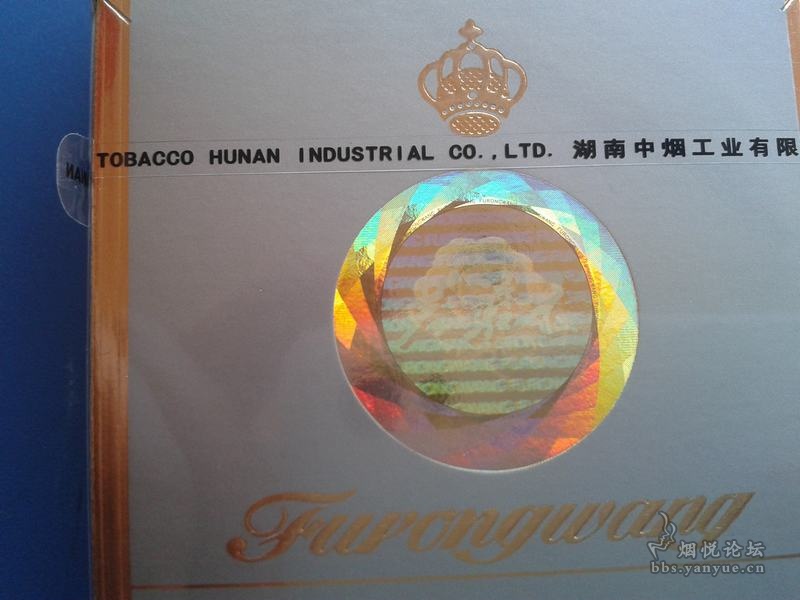 TOBACCO HUNAN INDUSTRIAL CO.,LTD. 湖南中烟工业有限
FURONGWANG
Furongwang
烟悦论坛
bbs.yanyue.cn